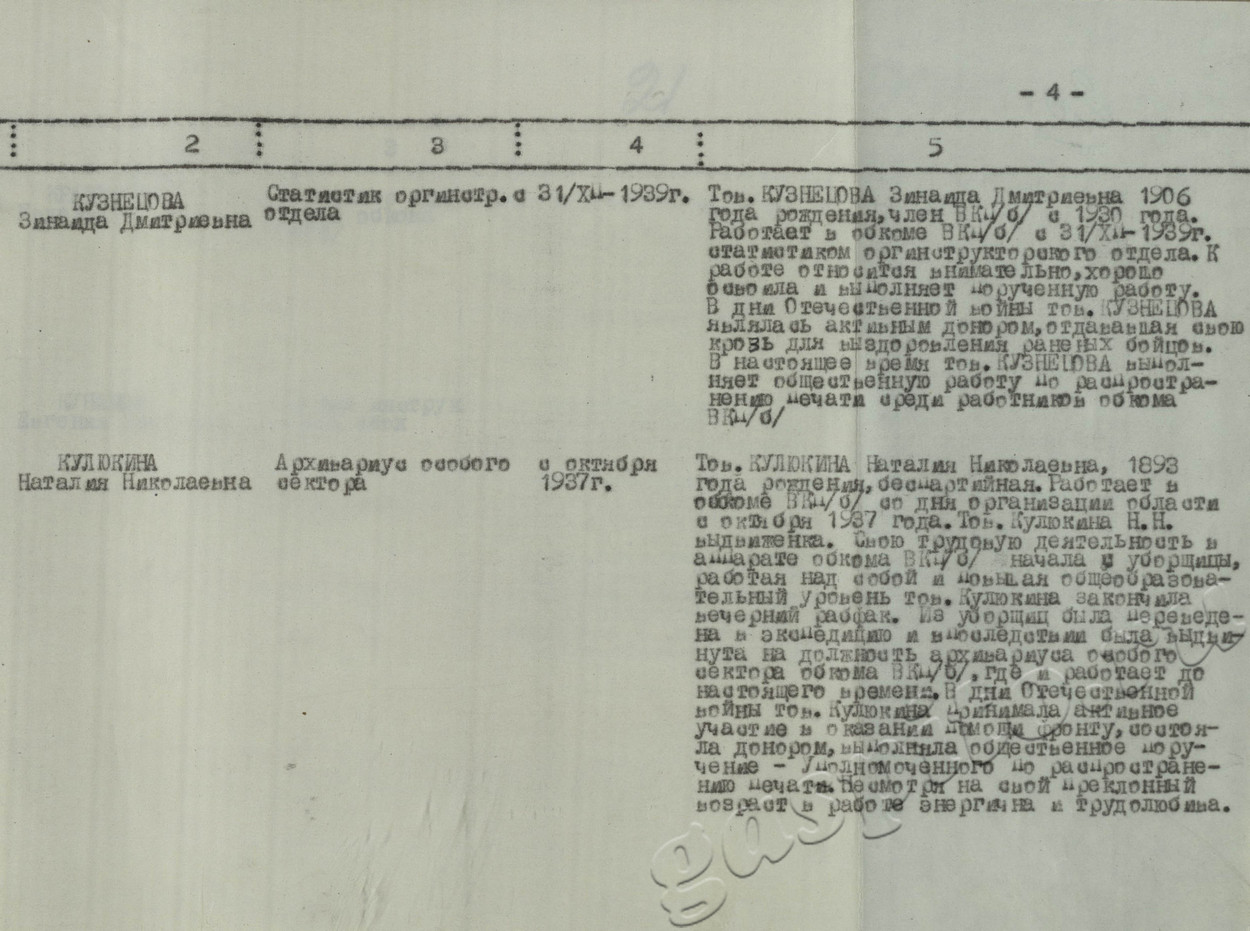 - 4 -
2 3 4 5
КУЗНЕЦОВА
Зинаида Дмитриевна
Статистик оргинстр.
отдела
с 31/XII-1939г.
Тов. КУЗНЕЦОВА Зинаида Дмитриевна 1906
года рождения, член ВКП/б/ с 1930 года.
Работает в обкоме ВКП/б/ с 31/XII-1939г.
статистиком оргинструкторского отдела. К
работе относится внимательно, хорошо
освоила и выполняет порученную работу.
В дни Отечественной войны тов. КУЗНЕЦОВА
являлась активным донором, отдававшая свою
кровь для выздоровления раненых бойцов.
В настоящее время тов. КУЗНЕЦОВА выпол-
няет общественную работу по распростра-
нению печати среди работников обкома
ВКП/б/
КУЛЮКИНА
Наталия Николаевна
Архивариус особого
сектора
с октября
1937г.
Тов. КУЛЮКИНА Наталия Николаевна, 1893
года рождения, беспартийная. Работает в
обкоме ВКП/б/ со дня организации области
с октября 1937 года. Тов. Кулюкина Н.Н.
выдвиженка. Свою трудовую деятельность в
аппарате обкома ВКП/б/ начала с уборщицы,
работая над собой и повышая общеобразова-
тельный уровень тов. Кулюкина закончила
вечерний рабфак. Из уборщиц была переведе-
на в экспедицию и впоследствии была выдви-
нута на должность архивариуса особого
сектора обкома ВКП/б/, где и работает до
настоящего времени. В дни Отечественной
войны тов. Кулюкина принимала активное
участие в оказании помощи фронту, состоя-
ла донором, выполняла общественное пору-
чение - Уполномоченного по распростране-
нию печати. Несмотря на свой преклонный
возраст в работе энергична и трудолюбива.